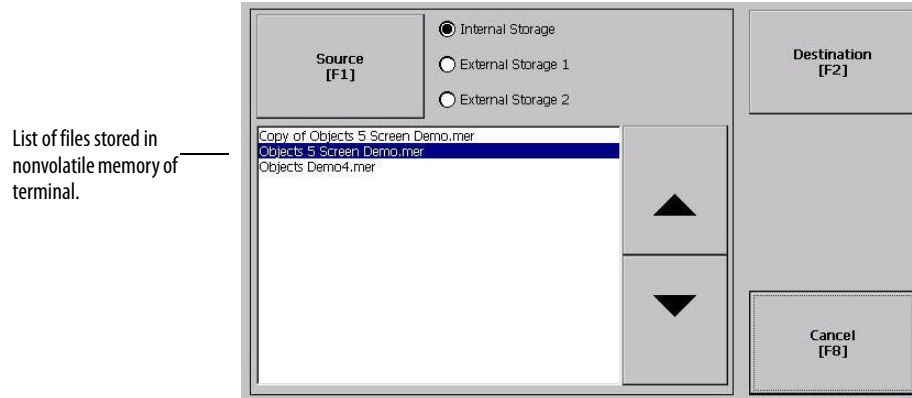 Source
[F1]
Internal Storage
External Storage 1
External Storage 2
Destination
[F2]
List of files stored in
nonvolatile memory of
terminal.
Copy of Objects 5 Screen Demo.mer
Objects 5 Screen Demo.mer
Objects Demo4.mer
Cancel
[F8]